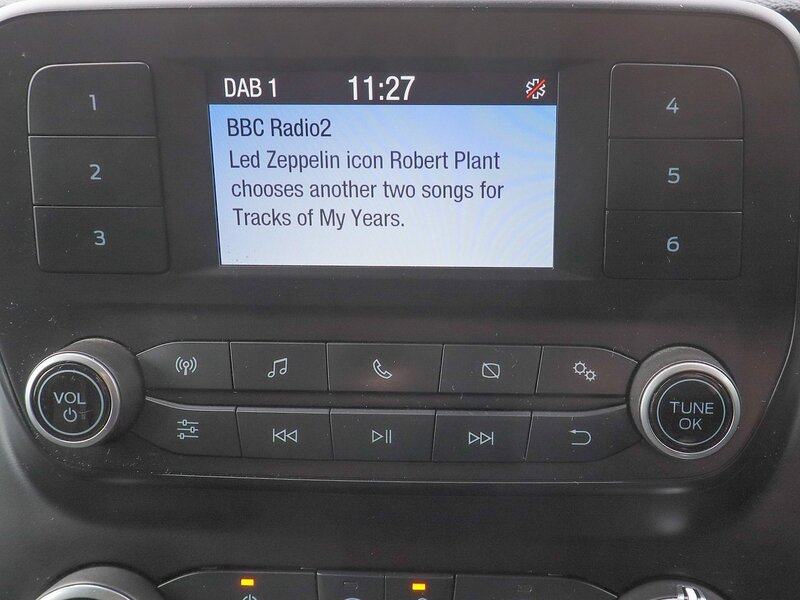 DAB 1 11:27
BBC Radio2
Led Zeppelin icon Robert Plant
chooses another two songs for
Tracks of My Years.
1
2
3
4
5
6
VOL
TUNE
OK